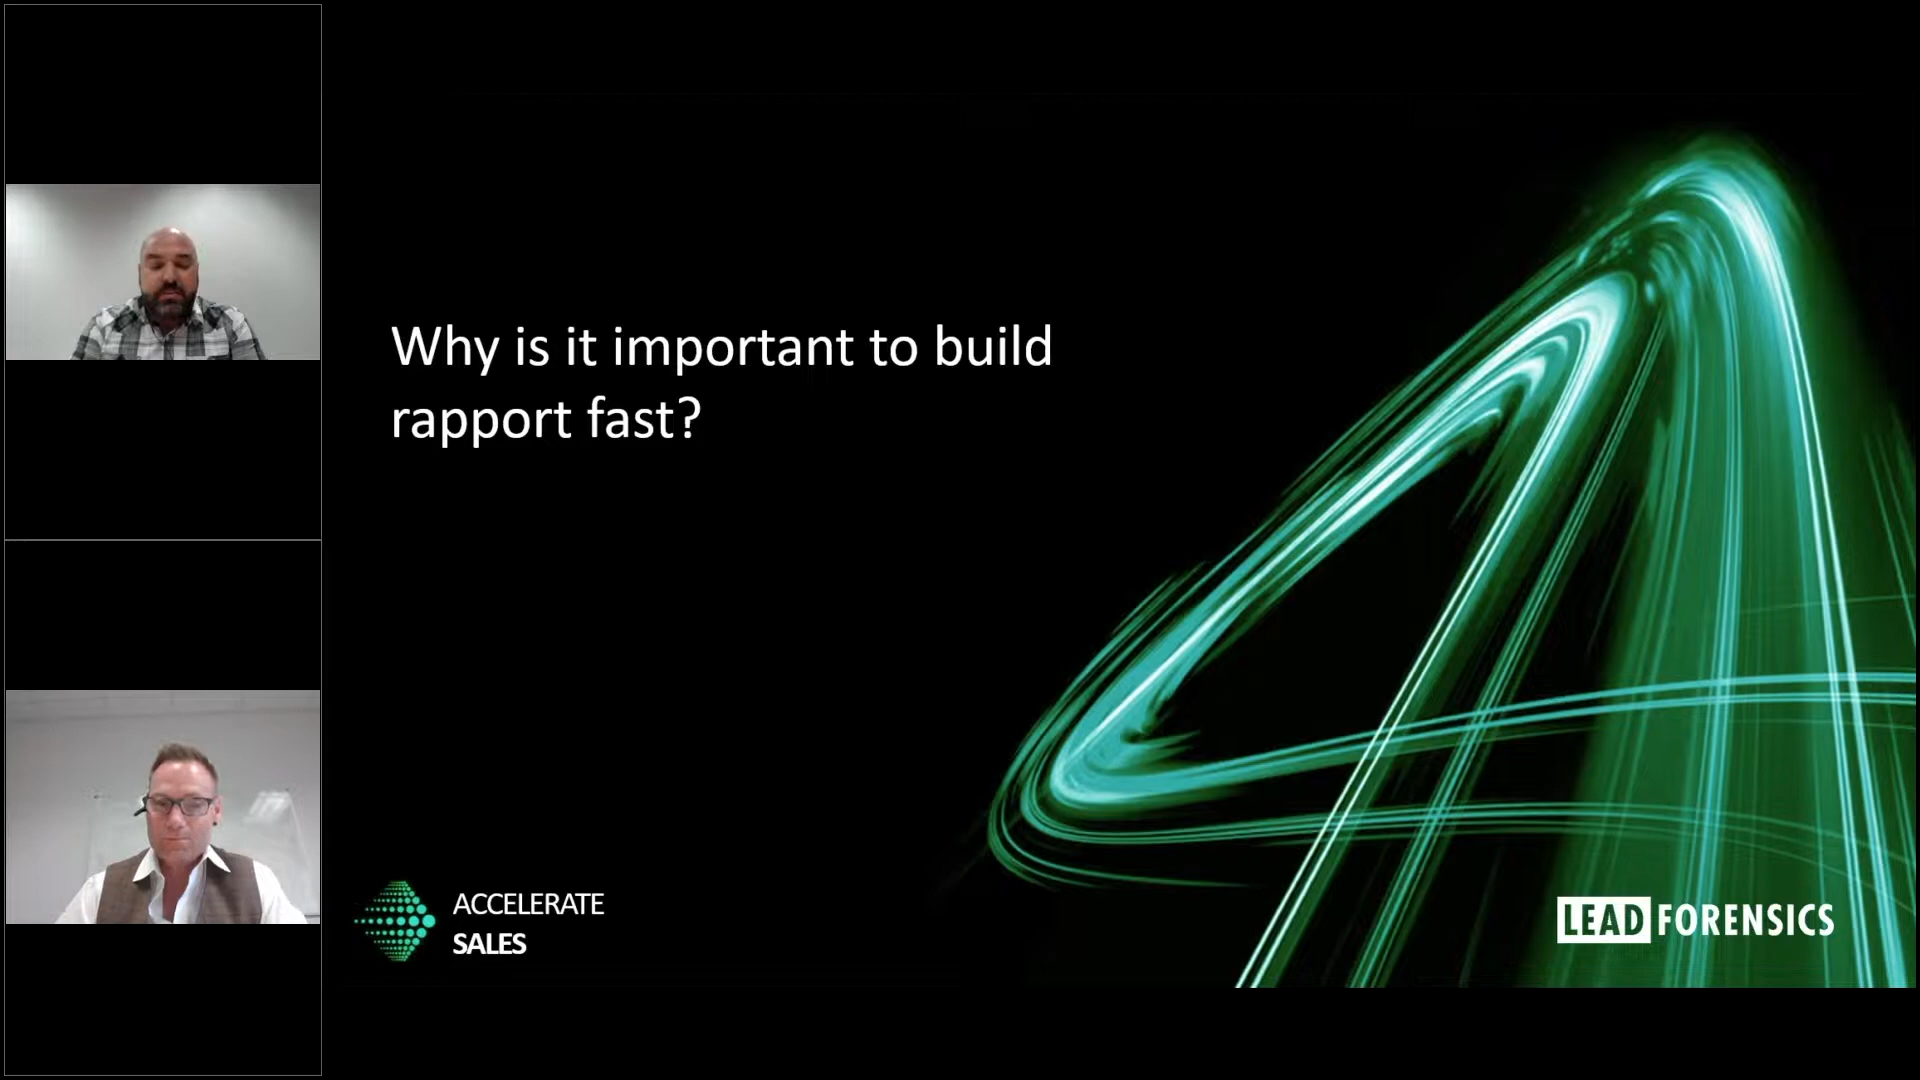 Why is it important to build
rapport fast?
ACCELERATE
SALES
LEAD FORENSICS